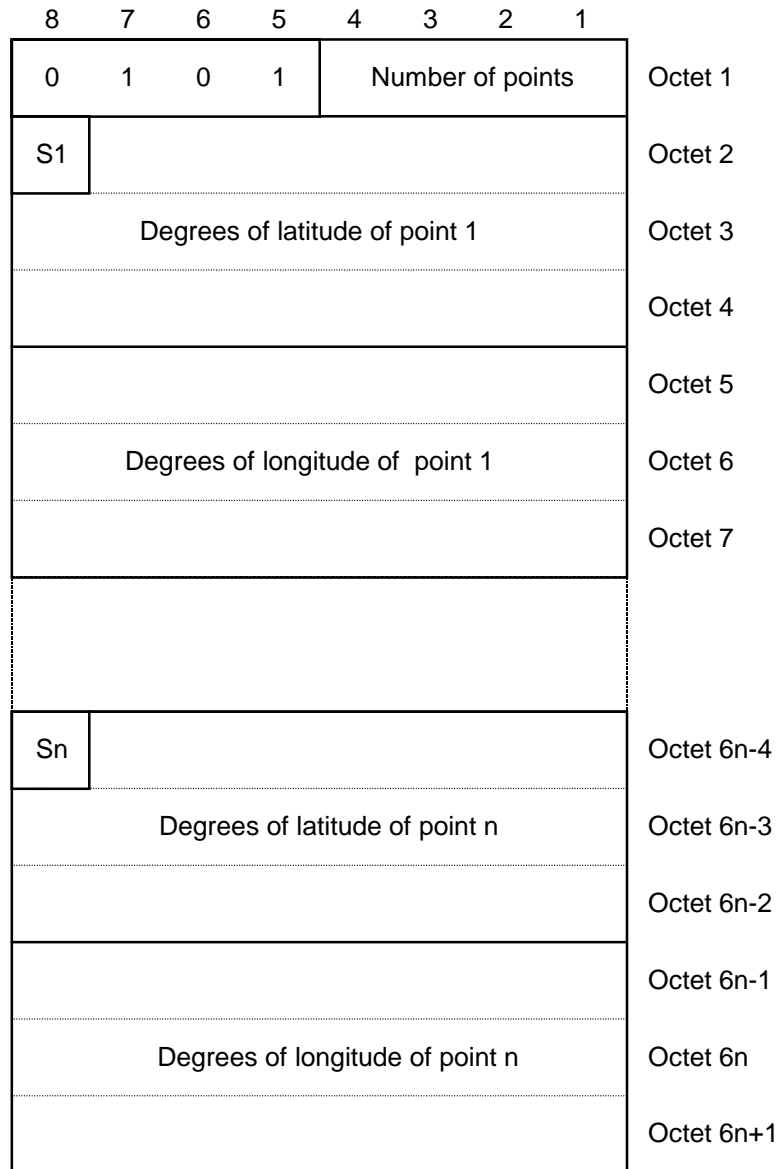 8 7 6 5 4 3 2 1
0 1 0 1 Number of points Octet 1
S1 Octet 2
Degrees of latitude of point 1 Octet 3
Octet 4
Octet 5
Degrees of longitude of point 1 Octet 6
Octet 7
Sn Octet 6n-4
Degrees of latitude of point n Octet 6n-3
Octet 6n-2
Octet 6n-1
Degrees of longitude of point n Octet 6n
Octet 6n+1